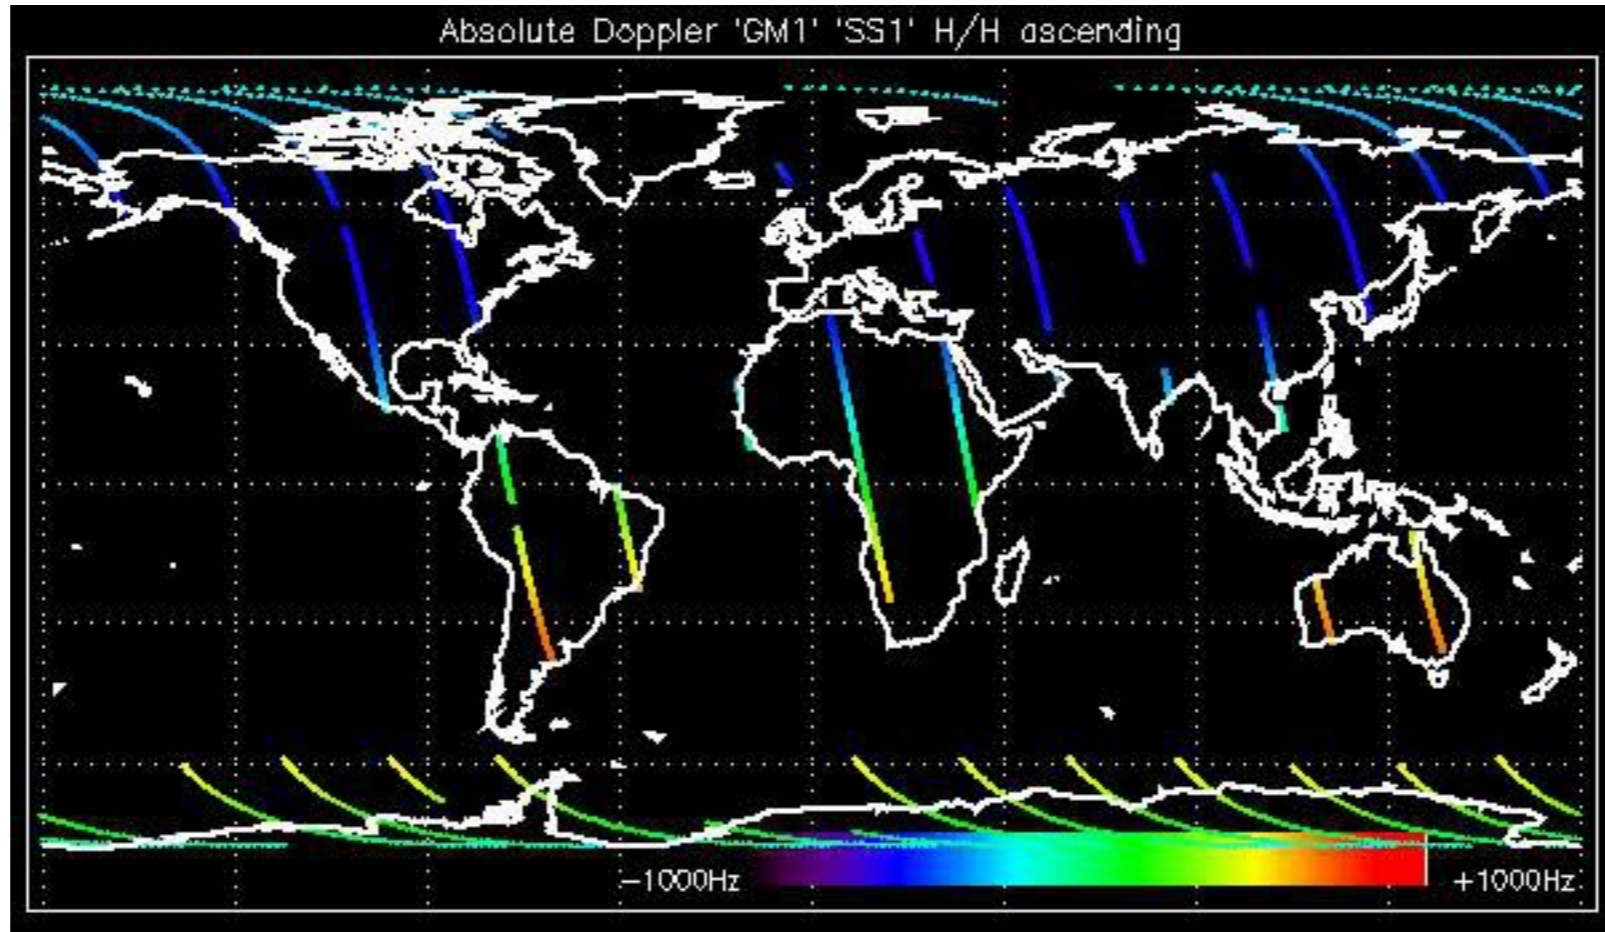 Absolute Doppler 'GM1' 'SS1' H/H ascending
−1000Hz
+1000Hz